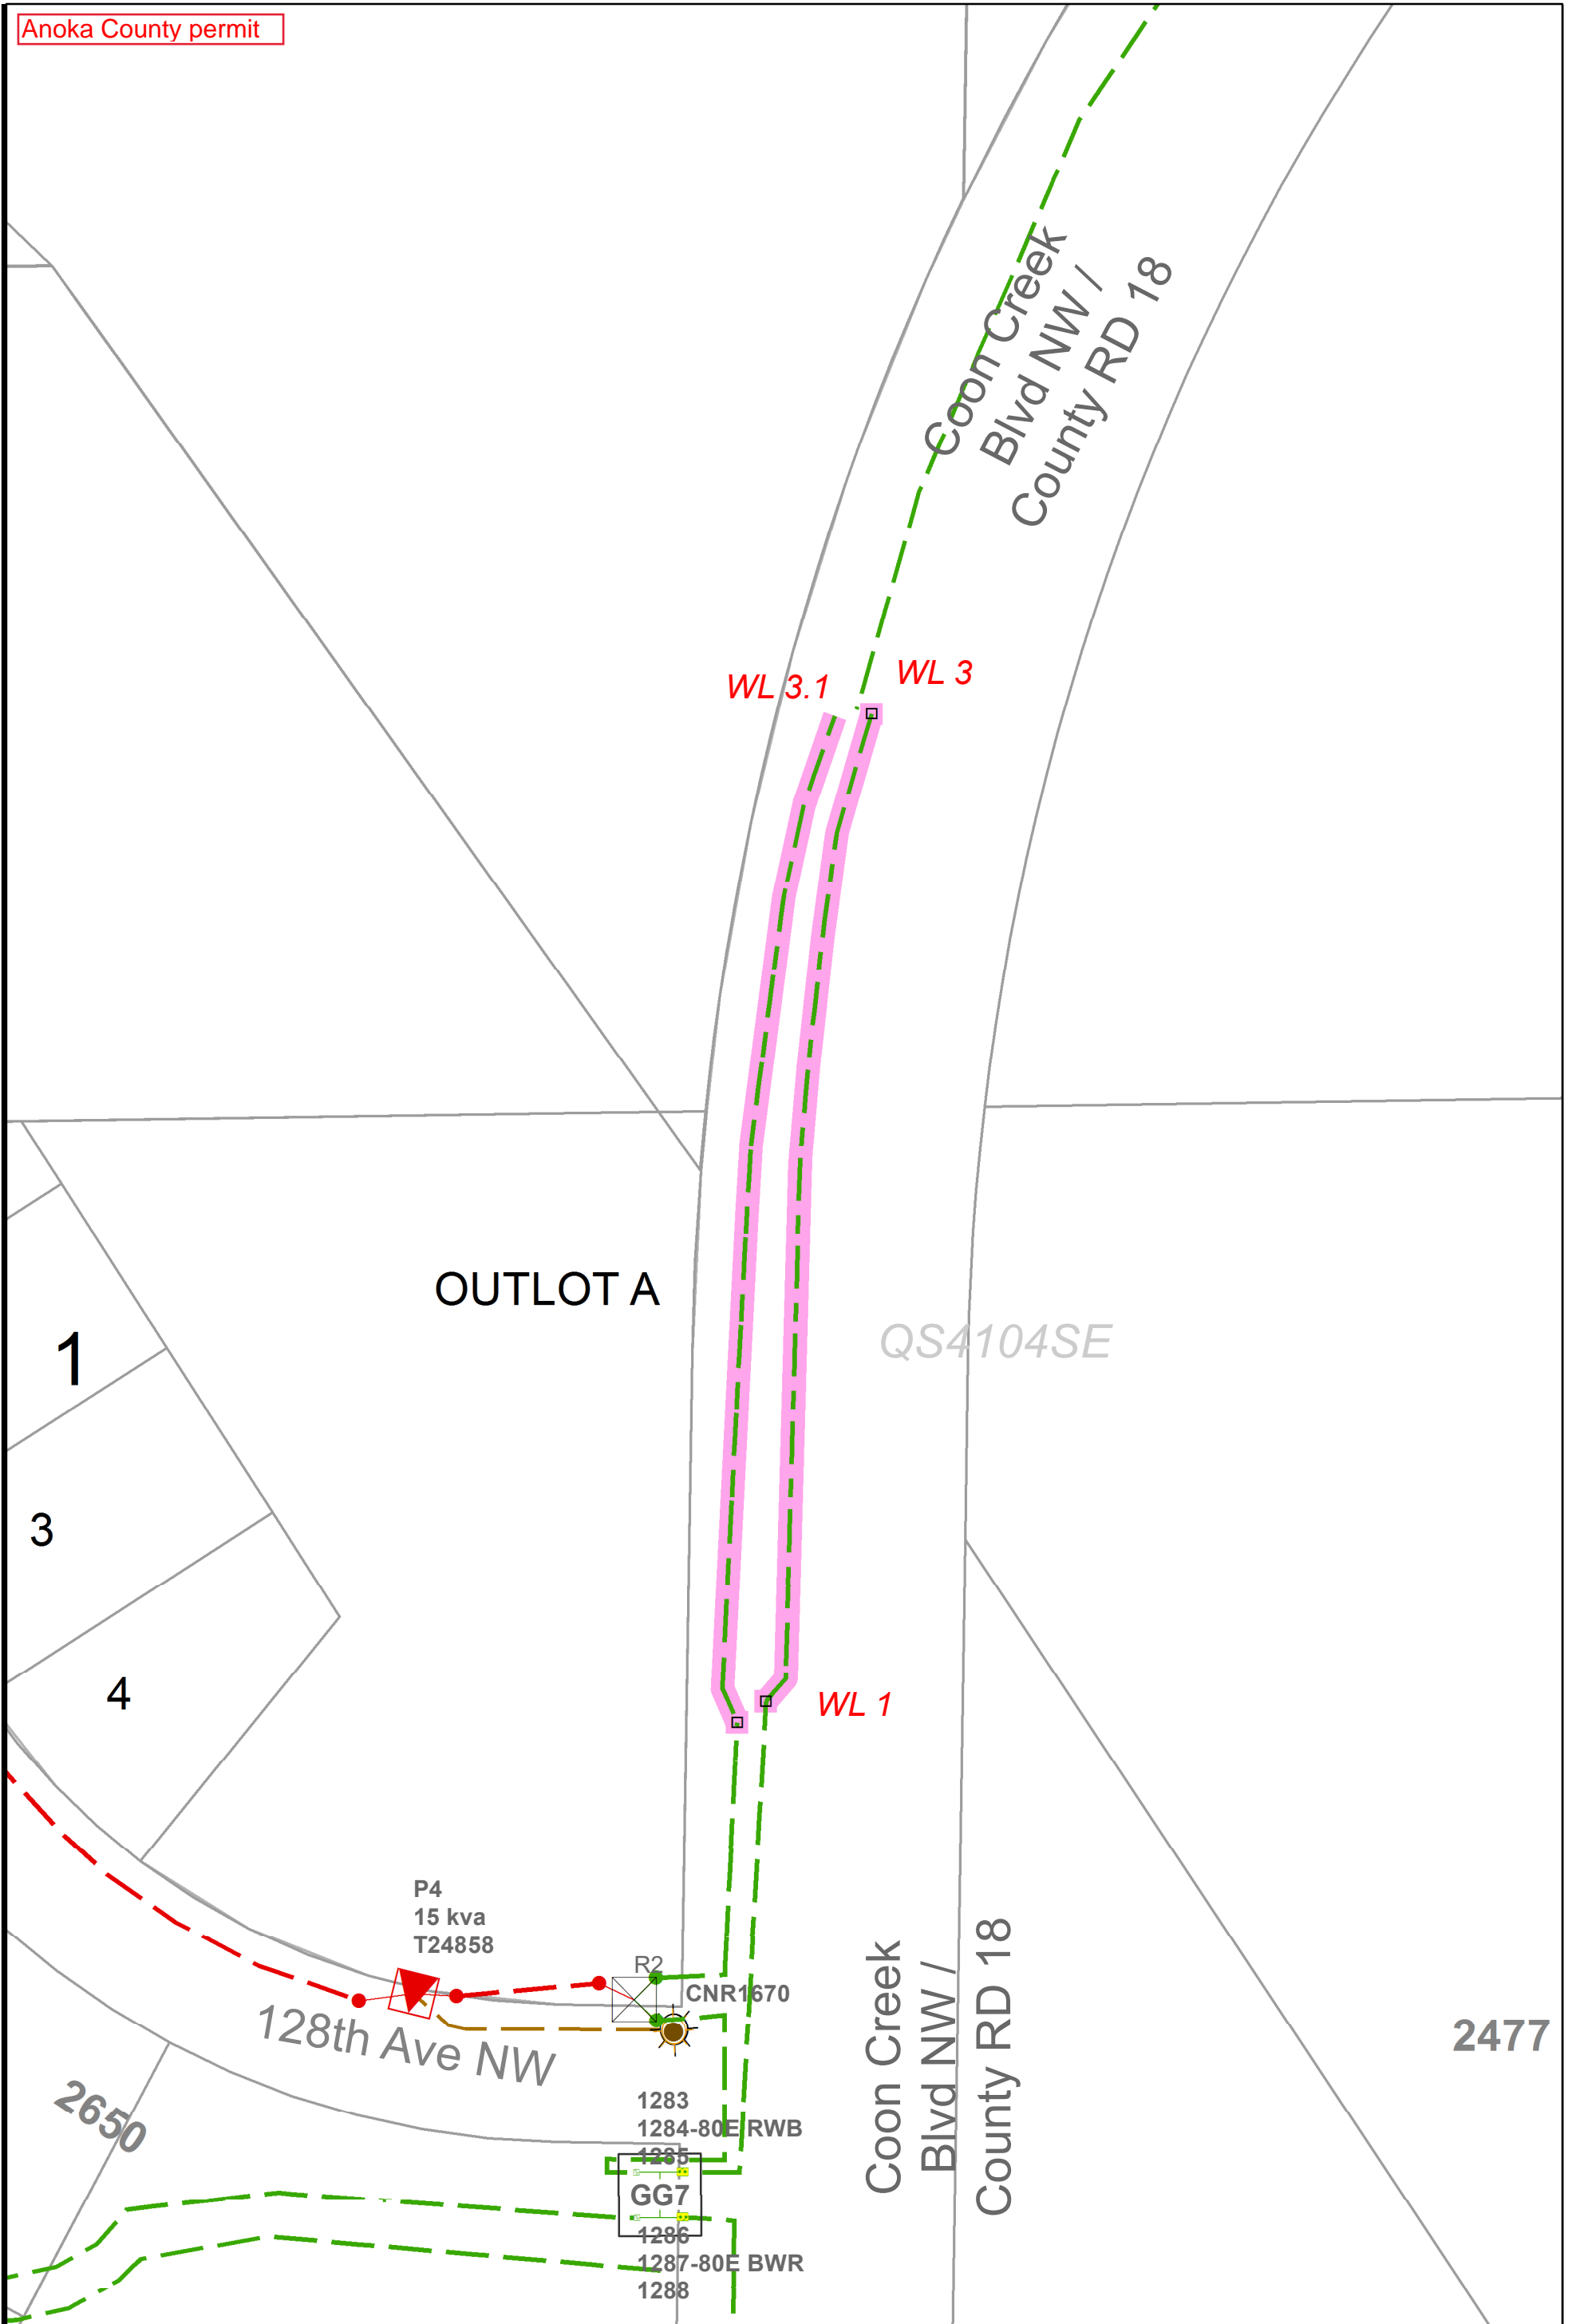 Anoka County permit
Coon Creek
Blvd NW /
County RD 18
WL 3.1
WL 3
OUTLOT A
QS4104SE
1
3
4
WL 1
P4
15 kva
T24858
R2
CNR1670
128th Ave NW
2650
Coon Creek
Blvd NW /
County RD 18
2477
1283
1284-80E RWB
1285
GG7
1286
1287-80E BWR
1288